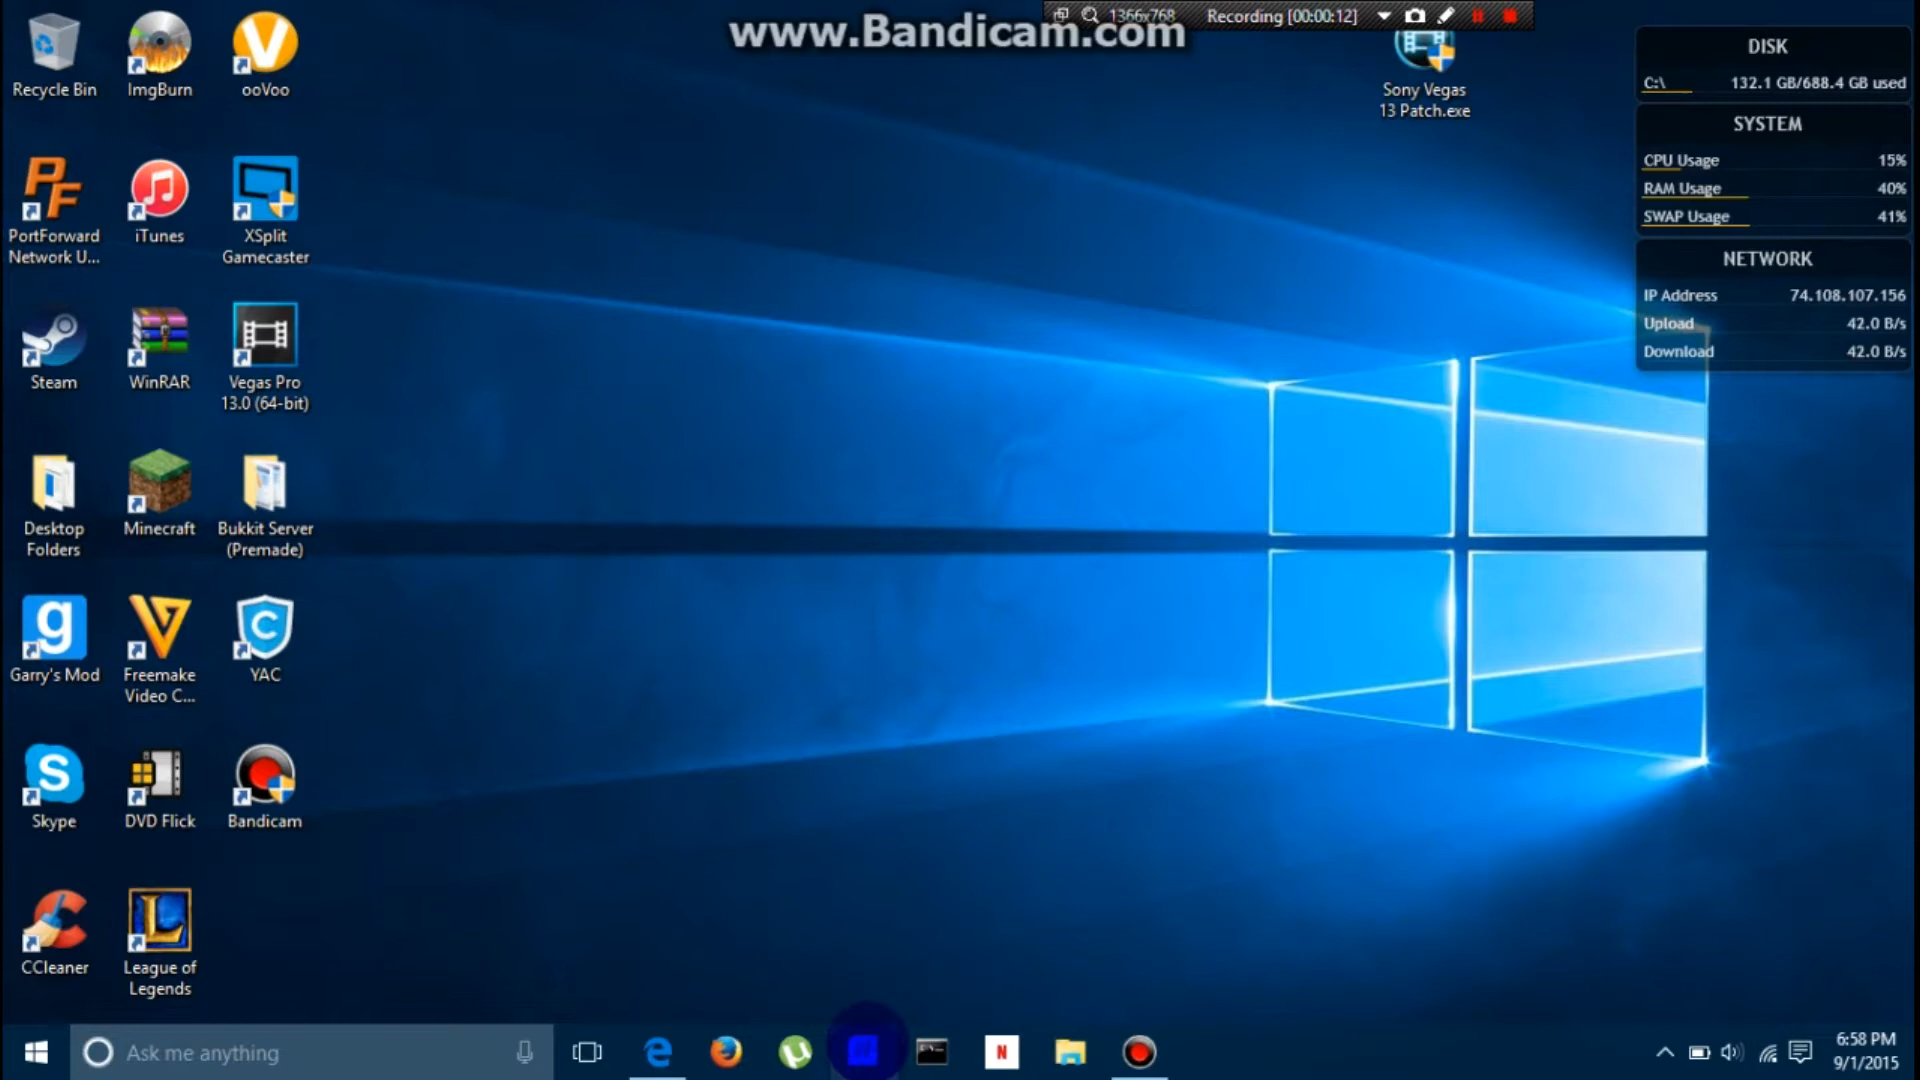 www.Bandicam.com
1366x768
Recording [00:00:12]
Recycle Bin
ImgBurn
ooVoo
Sony Vegas
13 Patch.exe
DISK
C:\ 132.1 GB/688.4 GB used
SYSTEM
CPU Usage 15%
RAM Usage 40%
SWAP Usage 41%
NETWORK
IP Address 74.108.107.156
Upload 42.0 B/s
Download 42.0 B/s
PF
PortForward
Network U...
iTunes
XSplit
Gamecaster
Steam
WinRAR
Vegas Pro
13.0 (64-bit)
Desktop
Folders
Minecraft
Bukkit Server
(Premade)
g
Garry's Mod
Freemake
Video C...
C
YAC
S
Skype
DVD Flick
Bandicam
CCleaner
L
League of
Legends
Ask me anything
N
6:58 PM
9/1/2015